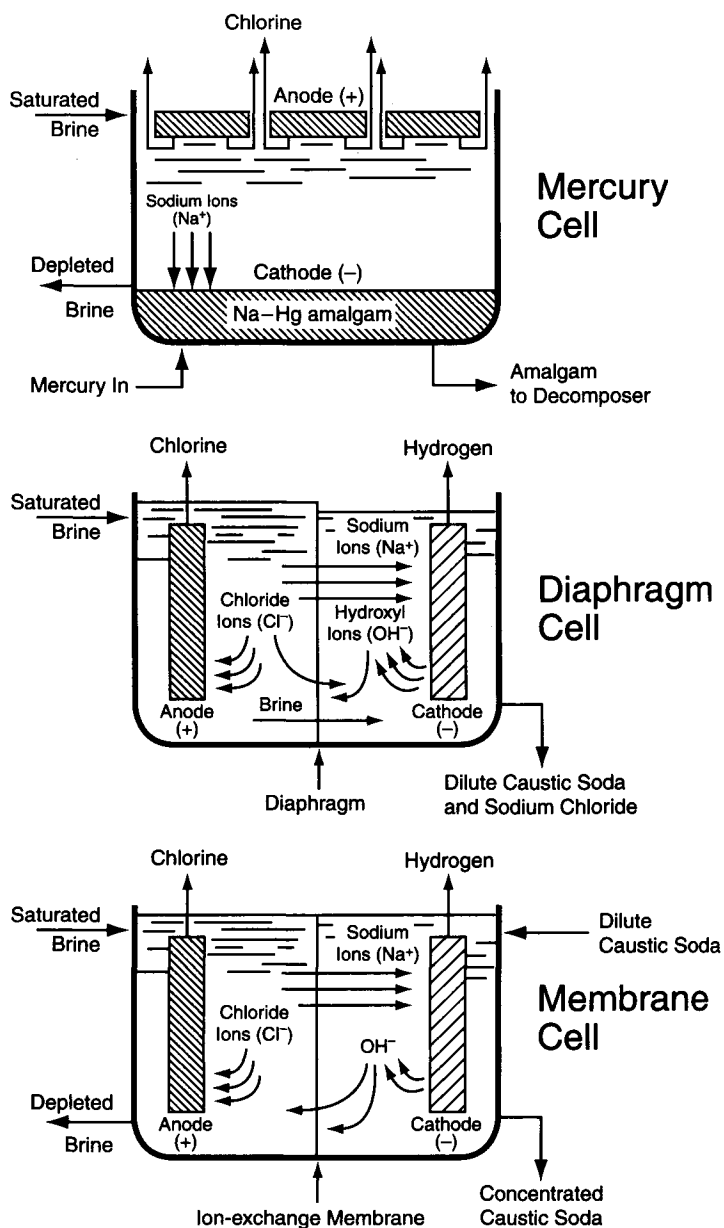 Chlorine
Saturated
Brine
Anode (+)
Mercury
Cell
Sodium Ions
(Na⁺)
Depleted
Brine
Cathode (–)
Na–Hg amalgam
Mercury In
Amalgam
to Decomposer
Chlorine
Hydrogen
Saturated
Brine
Sodium
Ions (Na⁺)
Diaphragm
Cell
Chloride
Ions (Cl⁻)
Hydroxyl
Ions (OH⁻)
Anode
(+)
Brine
Cathode
(–)
Diaphragm
Dilute Caustic Soda
and Sodium Chloride
Chlorine
Hydrogen
Saturated
Brine
Sodium
Ions (Na⁺)
Dilute
Caustic Soda
Membrane
Cell
Chloride
Ions (Cl⁻)
OH⁻
Depleted
Brine
Anode
(+)
Cathode
(–)
Ion-exchange Membrane
Concentrated
Caustic Soda